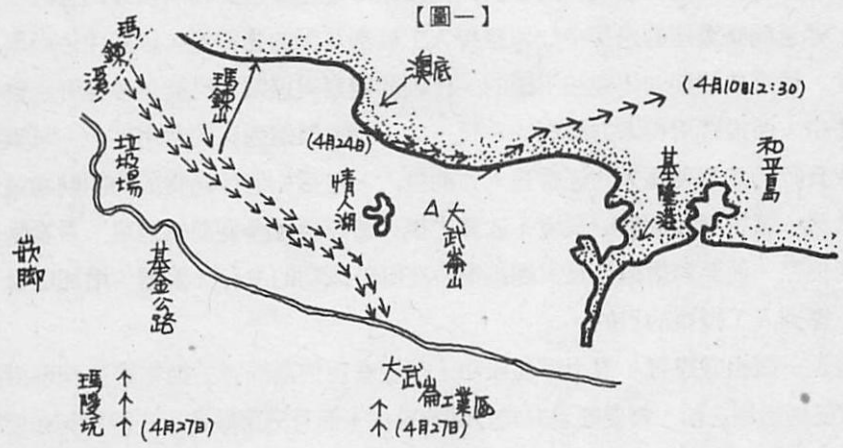 【圖一】
瑪鍊溪
瑪鍊山
澳底
(4月10日12:30)
和平島
基隆港
(4月24日)
情人湖
大武崙山
垃圾場
基金公路
嵌脚
瑪陵坑
(4月27日)
大武崙工業區
(4月27日)